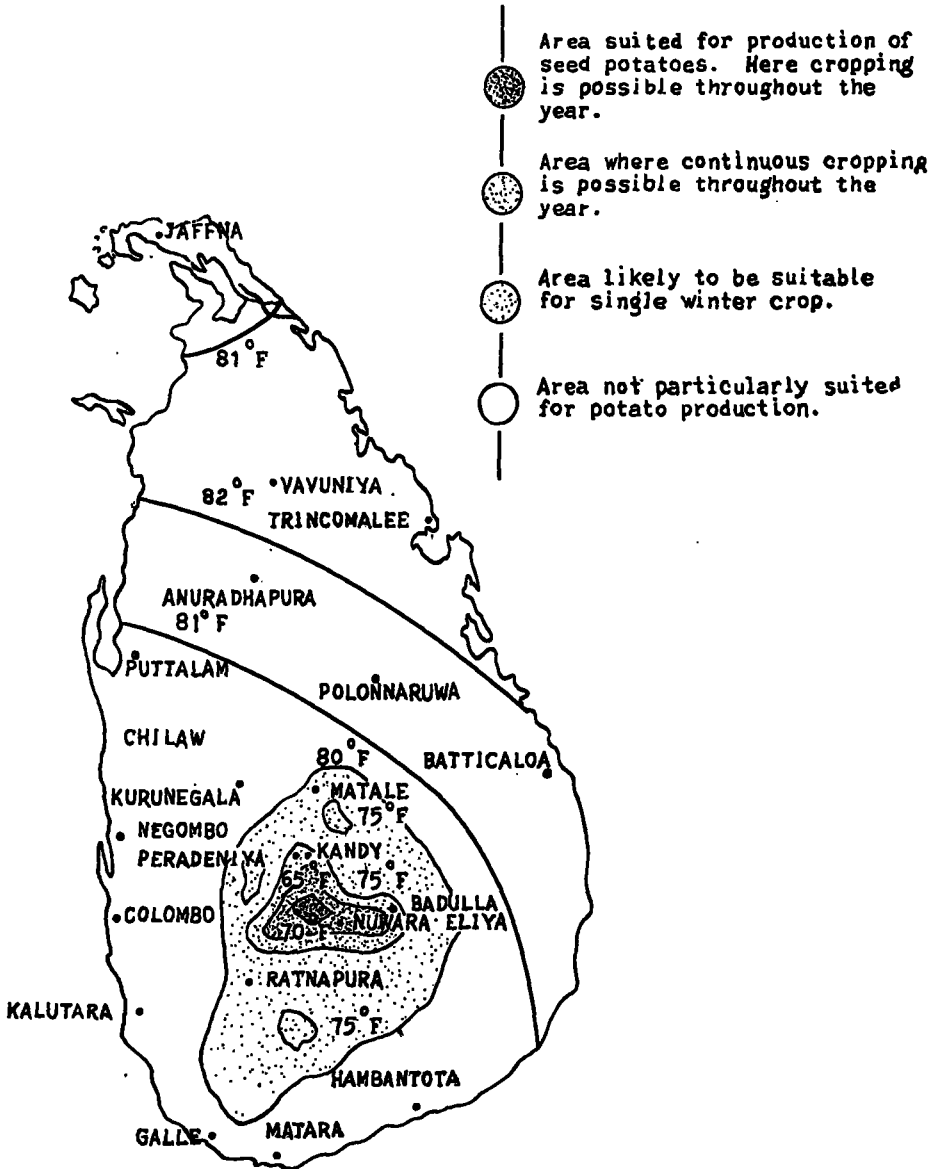 Area suited for production of
seed potatoes. Here cropping
is possible throughout the
year.
Area where continuous cropping
is possible throughout the
year.
Area likely to be suitable
for single winter crop.
Area not particularly suited
for potato production.
JAFFNA
81°F
82°F
VAVUNIYA
TRINCOMALEE
ANURADHAPURA
81°F
PUTTALAM
POLONNARUWA
CHILAW
80°F
BATTICALOA
KURUNEGALA
MATALE
75°F
NEGOMBO
PERADENIYA
KANDY
65°F
75°F
BADULLA
COLOMBO
NUWARA ELIYA
70°F
RATNAPURA
KALUTARA
75°F
HAMBANTOTA
GALLE
MATARA